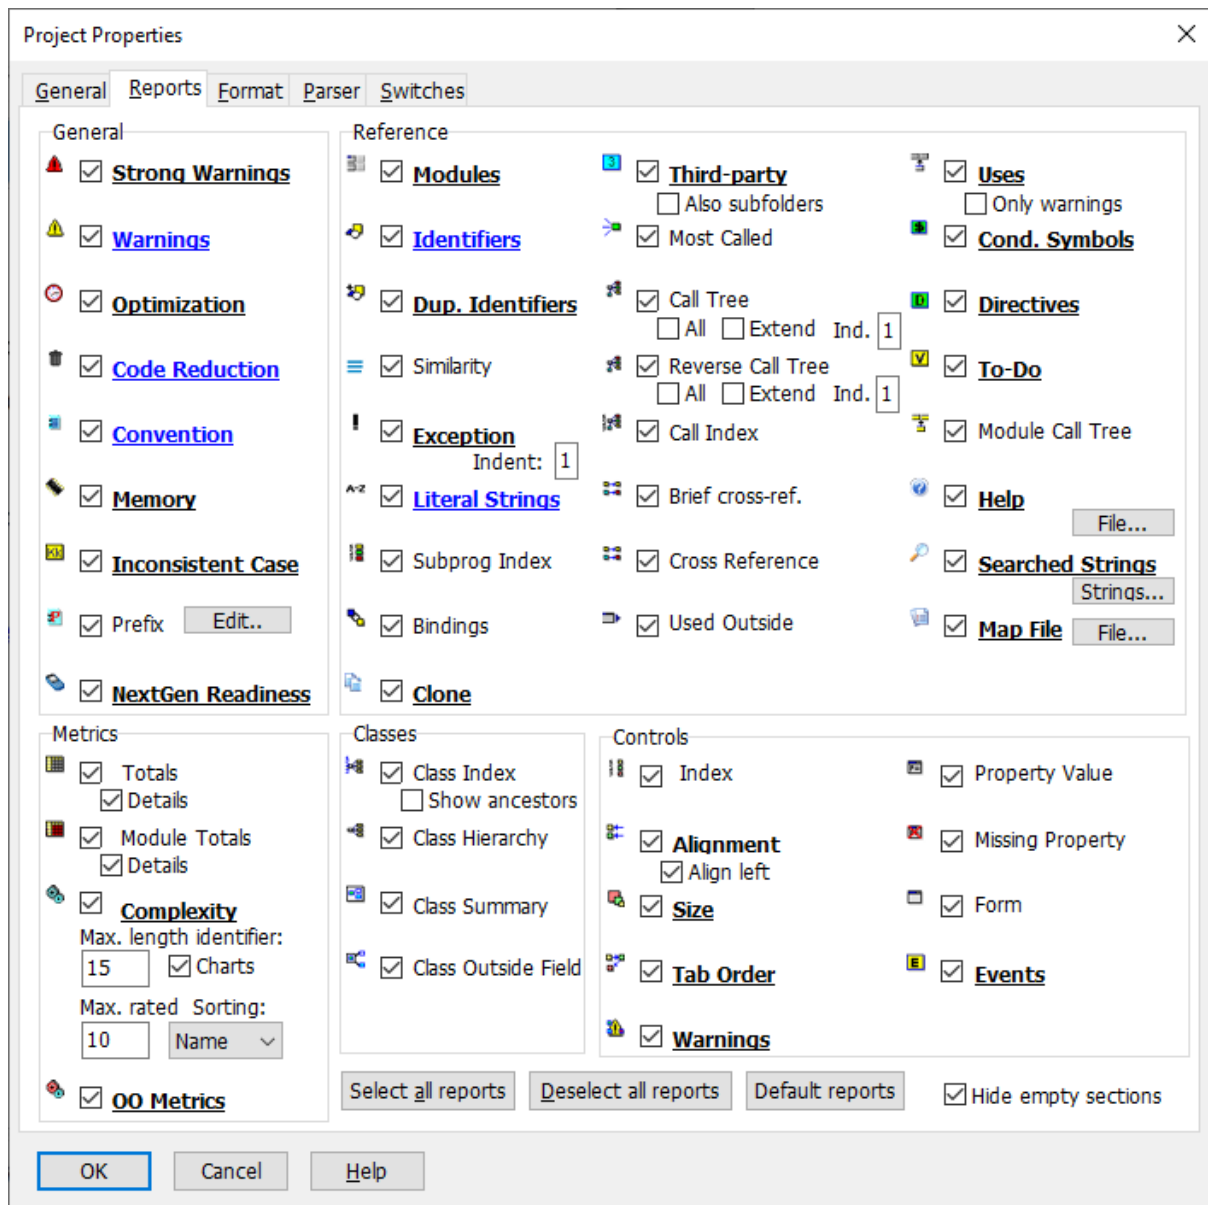 Project Properties
General Reports Format Parser Switches
General
Strong Warnings
Warnings
Optimization
Code Reduction
Convention
Memory
Inconsistent Case
Prefix Edit..
NextGen Readiness
Reference
Modules
Identifiers
Dup. Identifiers
Similarity
Exception
Indent: 1
A-Z Literal Strings
Subprog Index
Bindings
Clone
3 Third-party
Also subfolders
Most Called
Call Tree
All Extend Ind. 1
Reverse Call Tree
All Extend Ind. 1
Call Index
Brief cross-ref.
Cross Reference
Used Outside
Uses
Only warnings
Cond. Symbols
D Directives
To-Do
Module Call Tree
Help
File...
Searched Strings
Strings...
Map File File...
Metrics
Totals
Details
Module Totals
Details
Complexity
Max. length identifier:
15 Charts
Max. rated Sorting:
10 Name
OO Metrics
Classes
Class Index
Show ancestors
Class Hierarchy
Class Summary
Class Outside Field
Controls
Index
Alignment
Align left
Size
Tab Order
Warnings
Property Value
Missing Property
Form
E Events
Select all reports Deselect all reports Default reports Hide empty sections
OK Cancel Help